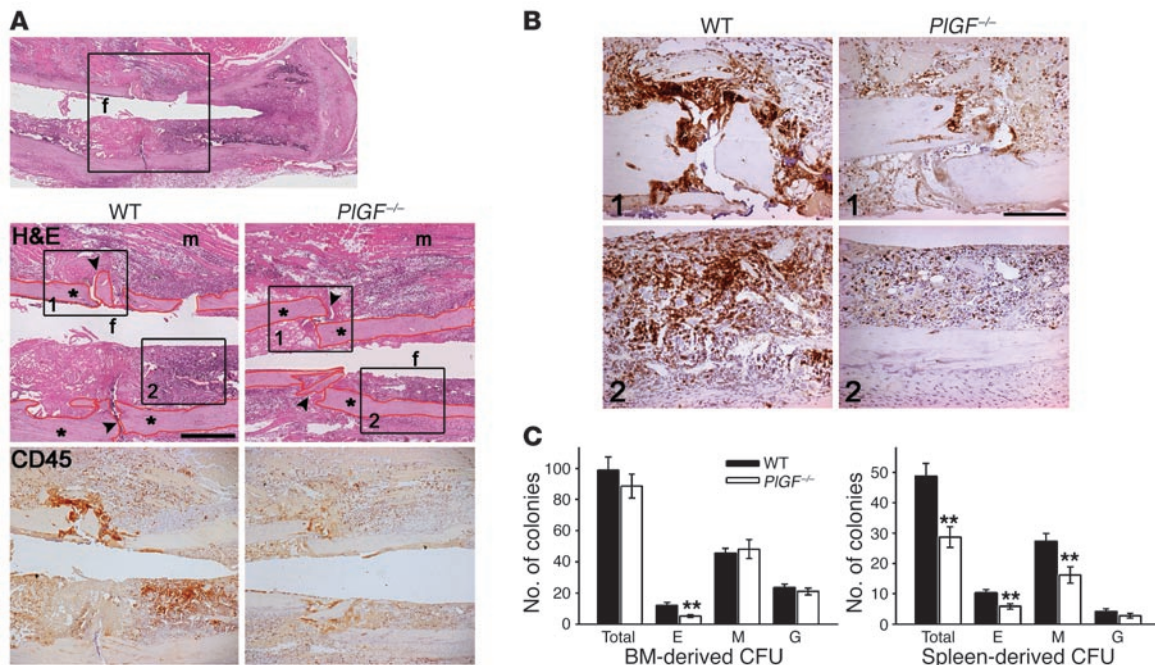 A
f
WT
PlGF−/−
H&E
m
m
1
*
*
*
1
f
f
2
*
*
2
*
CD45
B
WT
PlGF−/−
1
1
2
2
C
No. of colonies
100
80
60
40
20
0
WT
PlGF−/−
**
Total
E
M
G
BM-derived CFU
No. of colonies
50
40
30
20
10
0
**
**
**
Total
E
M
G
Spleen-derived CFU